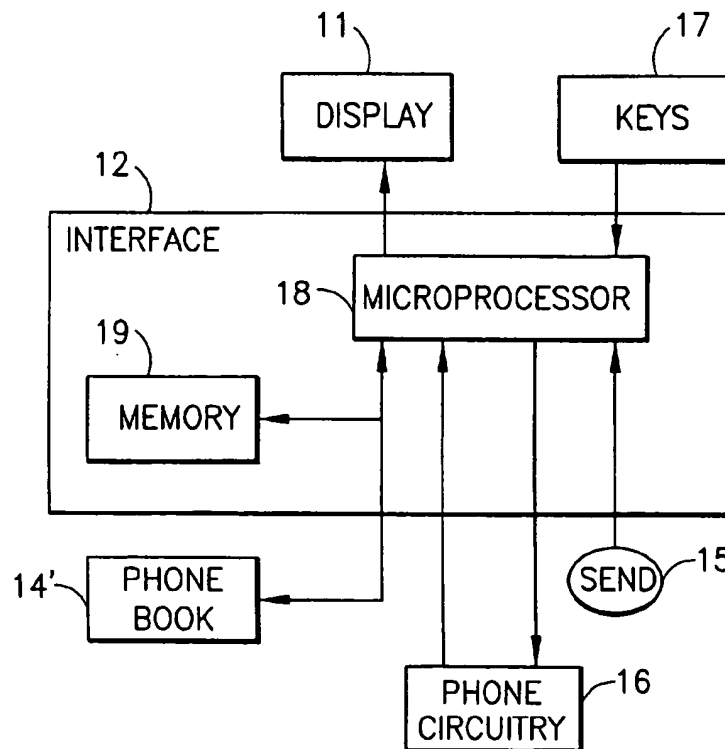 11
17
DISPLAY
KEYS
12
INTERFACE
18
MICROPROCESSOR
19
MEMORY
14'
PHONE
BOOK
SEND
15
PHONE
CIRCUITRY
16